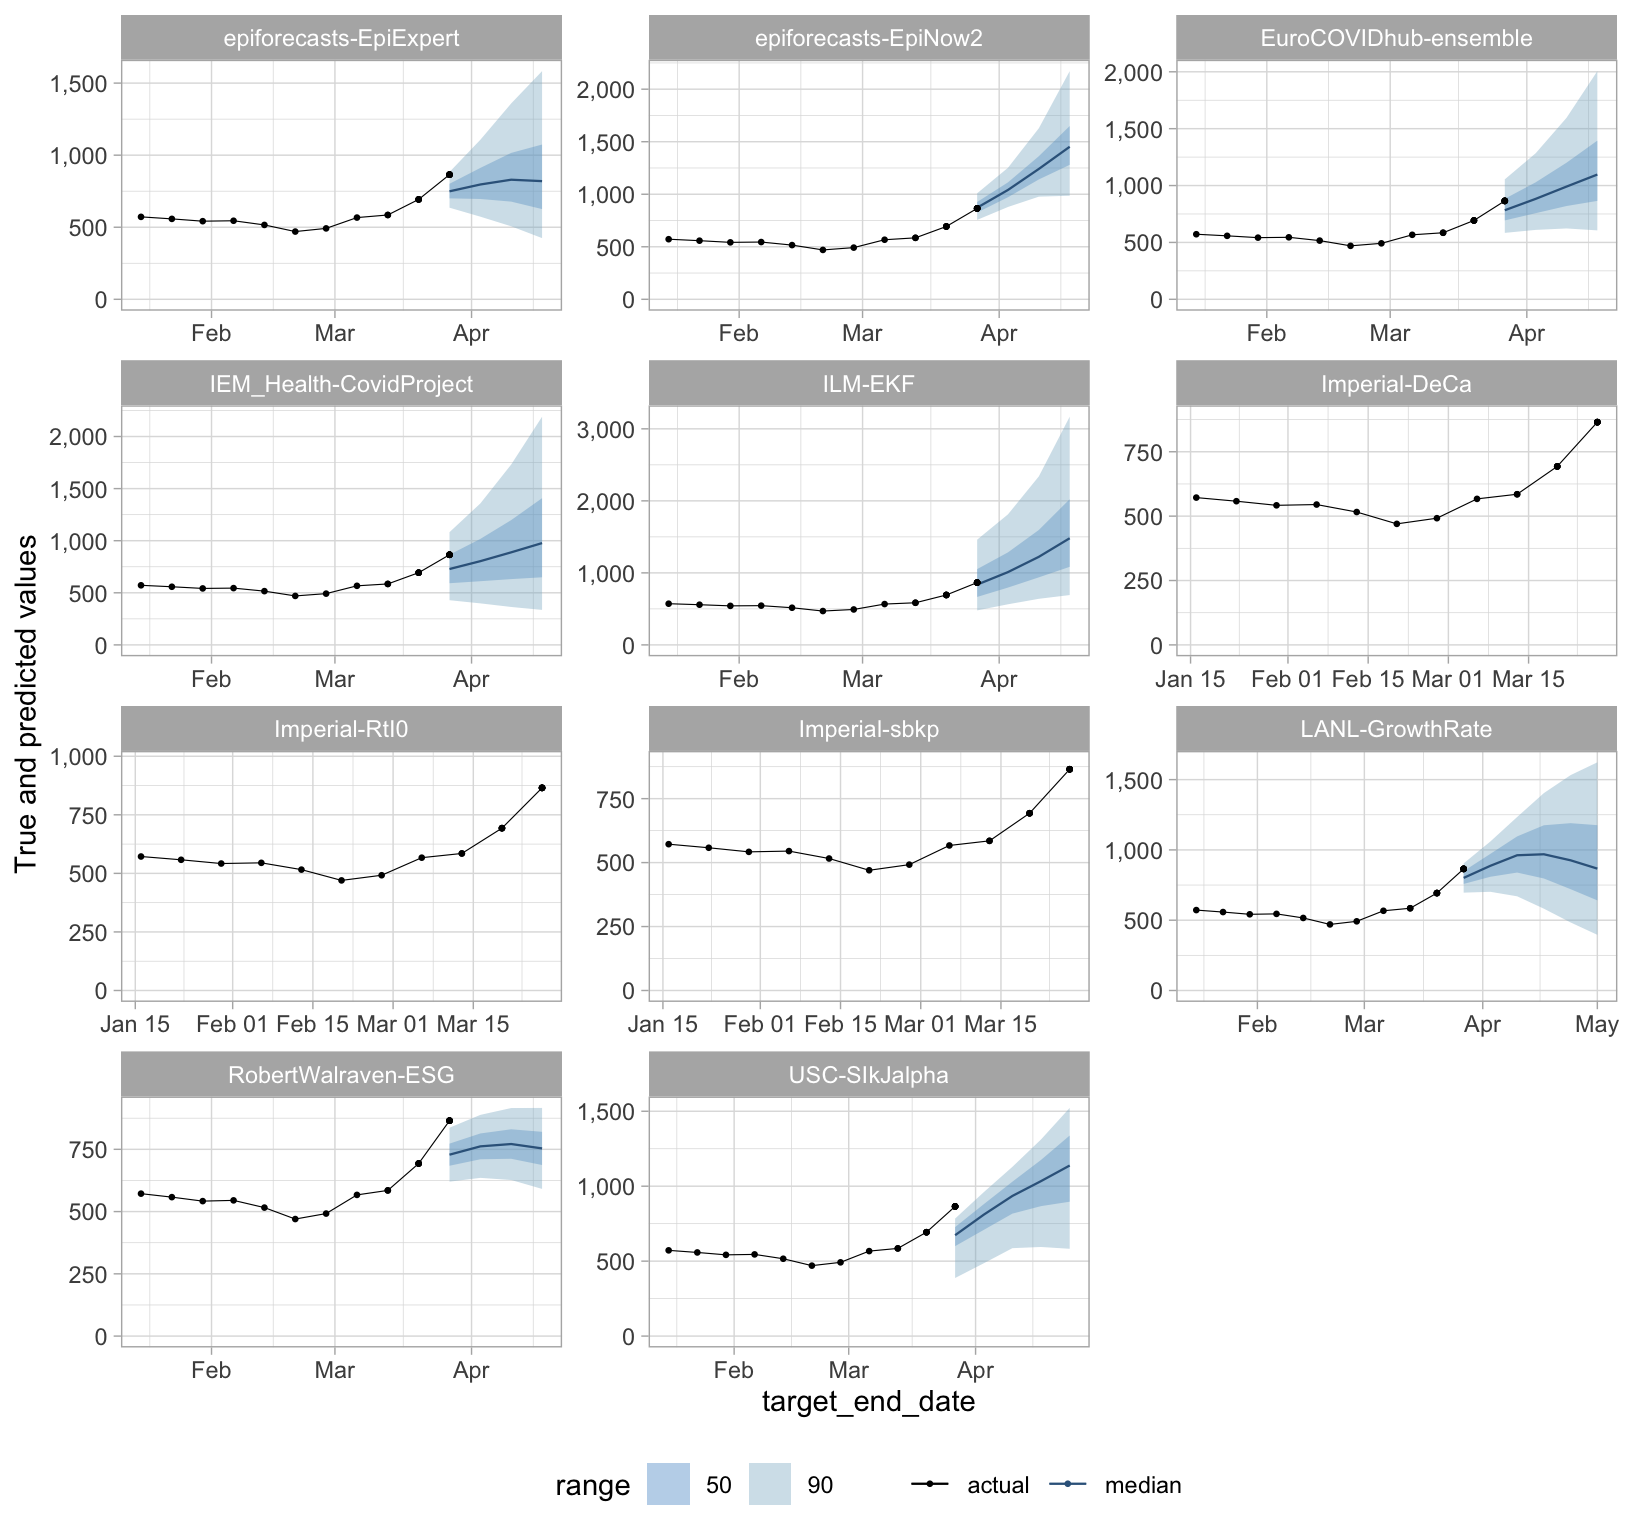 epiforecasts-EpiExpert epiforecasts-EpiNow2 EuroCOVIDhub-ensemble
1,500
1,000
500
0
Feb Mar Apr
2,000
1,500
1,000
500
0
Feb Mar Apr
2,000
1,500
1,000
500
0
Feb Mar Apr
IEM_Health-CovidProject ILM-EKF Imperial-DeCa
2,000
1,500
1,000
500
0
Feb Mar Apr
3,000
2,000
1,000
0
Feb Mar Apr
750
500
250
0
Jan 15 Feb 01 Feb 15 Mar 01 Mar 15
True and predicted values
Imperial-RtI0 Imperial-sbkp LANL-GrowthRate
1,000
750
500
250
0
Jan 15 Feb 01 Feb 15 Mar 01 Mar 15
750
500
250
0
Jan 15 Feb 01 Feb 15 Mar 01 Mar 15
1,500
1,000
500
0
Feb Mar Apr May
RobertWalraven-ESG USC-SIkJalpha
750
500
250
0
Feb Mar Apr
1,500
1,000
500
0
Feb Mar Apr
target_end_date
range 50 90 actual median